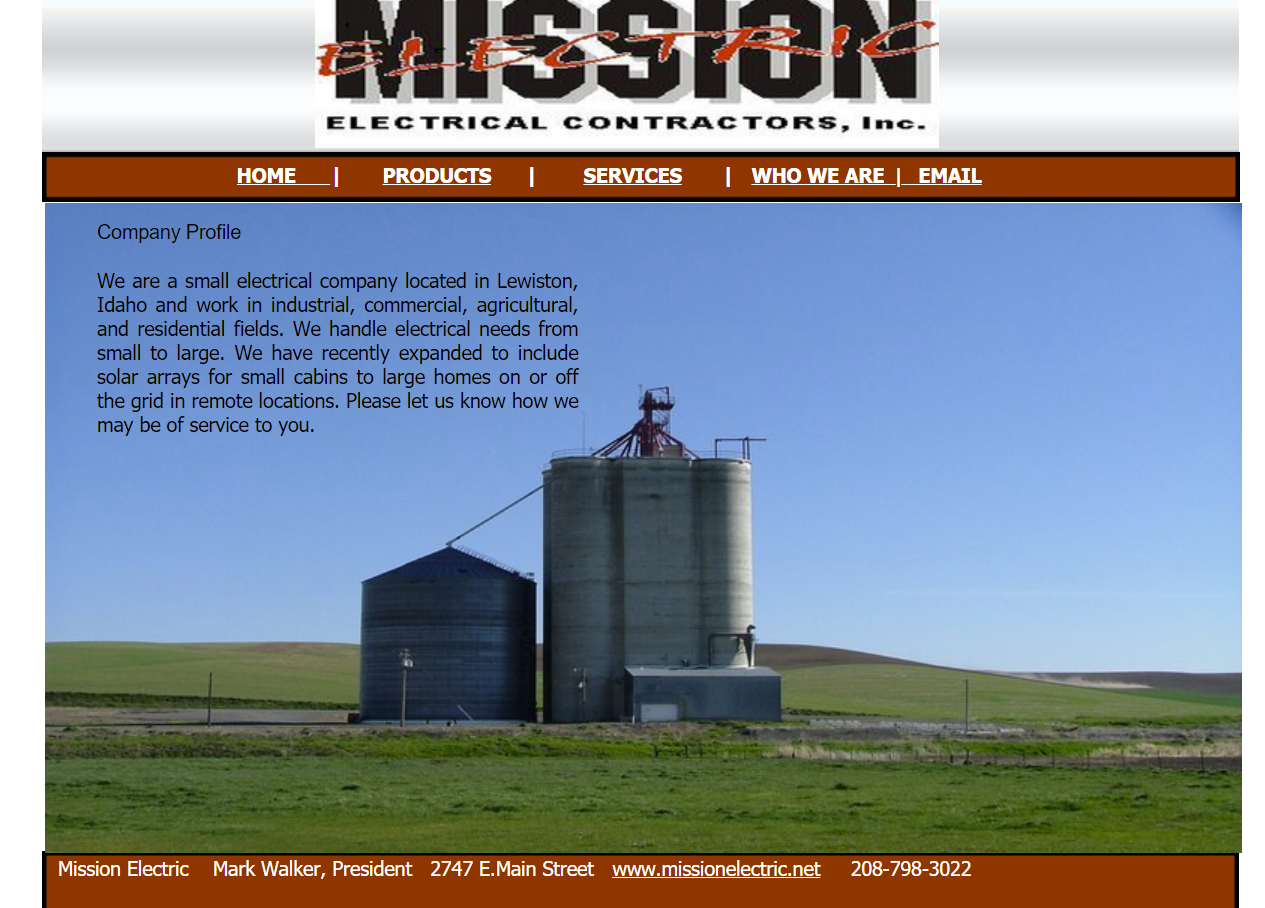 MISSION
ELECTRIC
ELECTRICAL CONTRACTORS, Inc.
HOME | PRODUCTS | SERVICES | WHO WE ARE | EMAIL
Company Profile
We are a small electrical company located in Lewiston,
Idaho and work in industrial, commercial, agricultural,
and residential fields. We handle electrical needs from
small to large. We have recently expanded to include
solar arrays for small cabins to large homes on or off
the grid in remote locations. Please let us know how we
may be of service to you.
Mission Electric Mark Walker, President 2747 E.Main Street www.missionelectric.net 208-798-3022